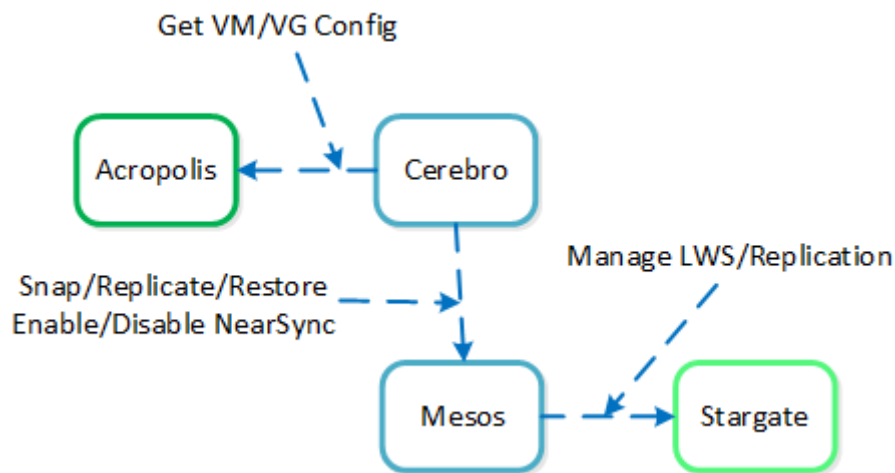 Get VM/VG Config
Acropolis
Cerebro
Manage LWS/Replication
Snap/Replicate/Restore
Enable/Disable NearSync
Mesos
Stargate